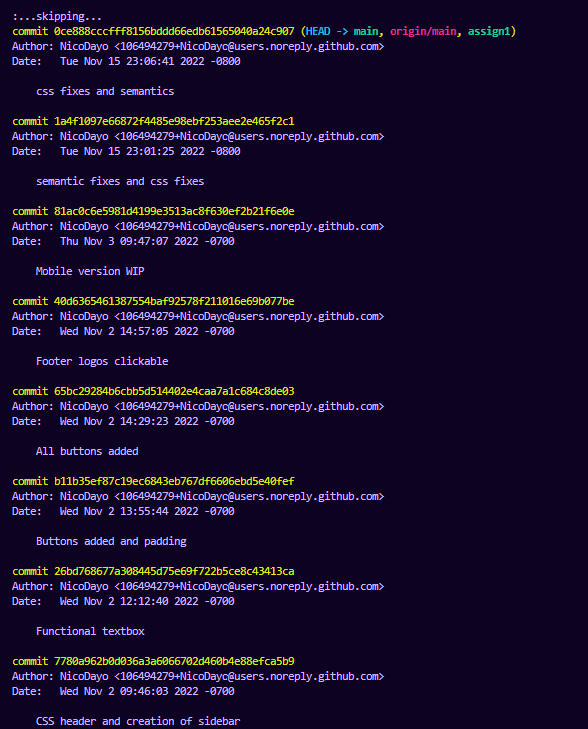 :...skipping...
commit 0ce888cccfff8156bddd66edb61565040a24c907 (HEAD -> main, origin/main, assign1)
Author: NicoDayo <106494279+NicoDayo@users.noreply.github.com>
Date:   Tue Nov 15 23:06:41 2022 -0800
css fixes and semantics
commit 1a4f1097e66872f4485e98ebf253aee2e465f2c1
Author: NicoDayo <106494279+NicoDayo@users.noreply.github.com>
Date:   Tue Nov 15 23:01:25 2022 -0800
semantic fixes and css fixes
commit 81ac0c6e5981d4199e3513ac8f630ef2b21f6e0e
Author: NicoDayo <106494279+NicoDayo@users.noreply.github.com>
Date:   Thu Nov 3 09:47:07 2022 -0700
Mobile version WIP
commit 40d6365461387554baf92578f211016e69b077be
Author: NicoDayo <106494279+NicoDayo@users.noreply.github.com>
Date:   Wed Nov 2 14:57:05 2022 -0700
Footer logos clickable
commit 65bc29284b6cbb5d514402e4caa7a1c684c8de03
Author: NicoDayo <106494279+NicoDayo@users.noreply.github.com>
Date:   Wed Nov 2 14:29:23 2022 -0700
All buttons added
commit b11b35ef87c19ec6843eb767df6606ebd5e40fef
Author: NicoDayo <106494279+NicoDayo@users.noreply.github.com>
Date:   Wed Nov 2 13:55:44 2022 -0700
Buttons added and padding
commit 26bd768677a308445d75e69f722b5ce8c43413ca
Author: NicoDayo <106494279+NicoDayo@users.noreply.github.com>
Date:   Wed Nov 2 12:12:40 2022 -0700
Functional textbox
commit 7780a962b0d036a3a6066702d460b4e88efca5b9
Author: NicoDayo <106494279+NicoDayo@users.noreply.github.com>
Date:   Wed Nov 2 09:46:03 2022 -0700
CSS header and creation of sidebar